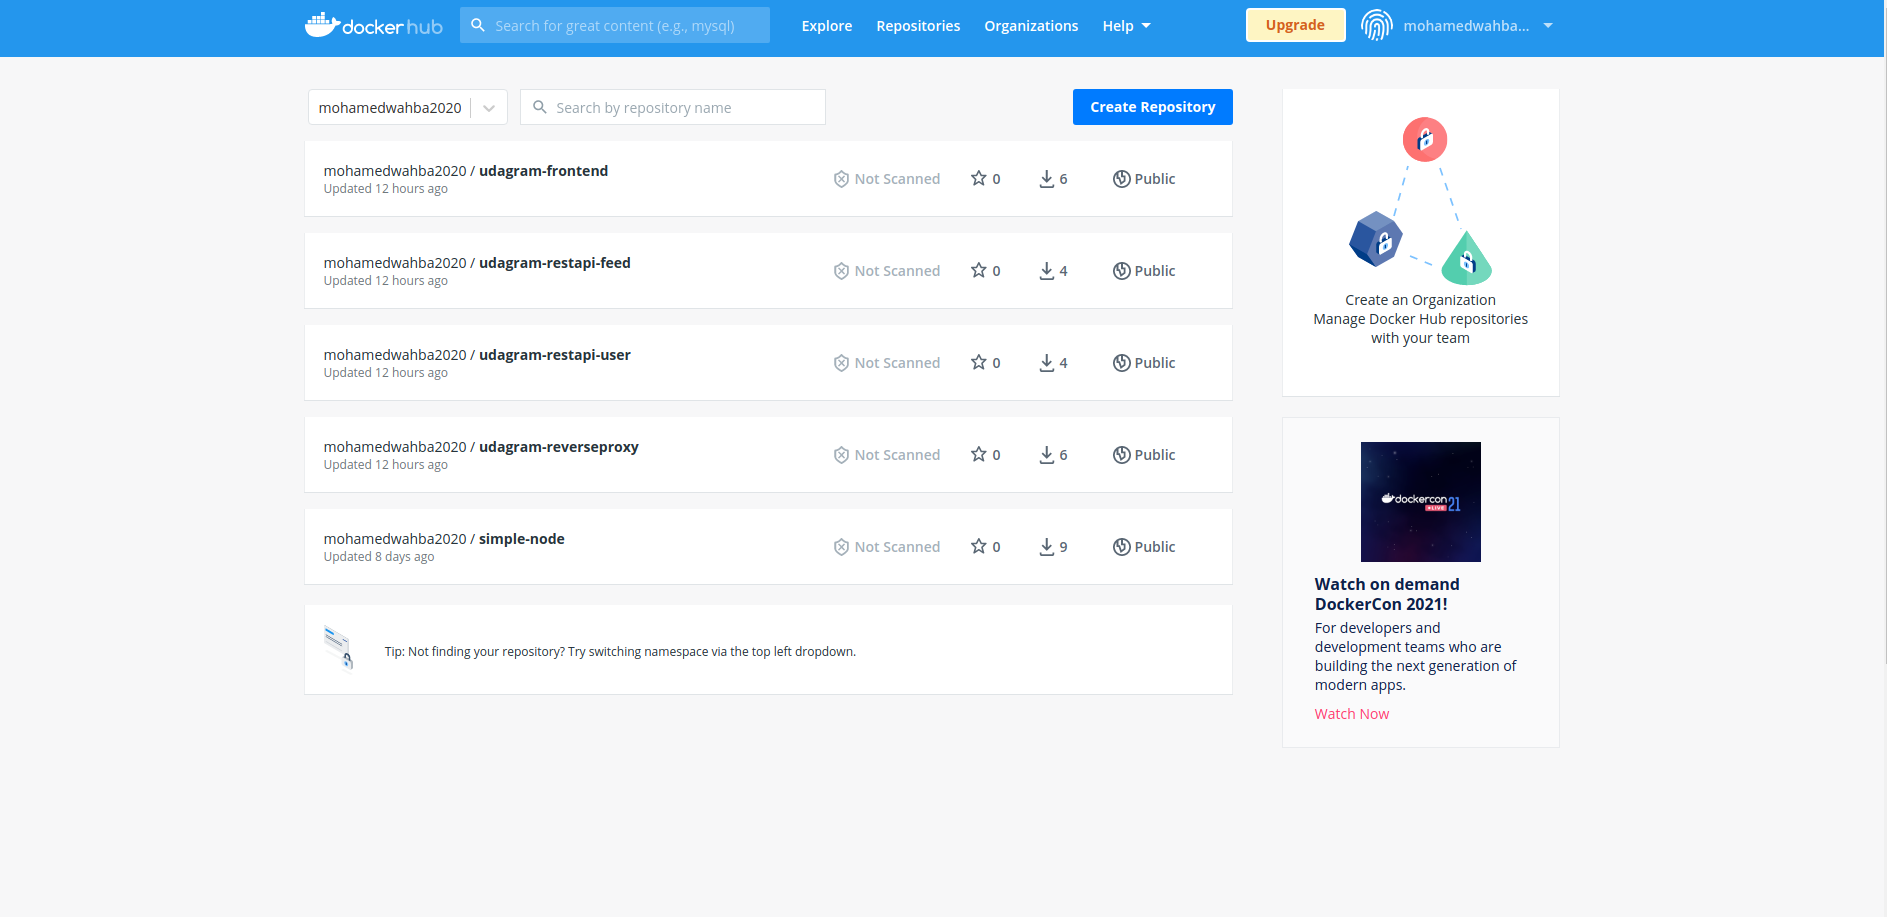 docker hub
Search for great content (e.g., mysql)
Explore
Repositories
Organizations
Help
Upgrade
mohamedwahba...
mohamedwahba2020
Search by repository name
Create Repository
mohamedwahba2020 / udagram-frontend
Updated 12 hours ago
Not Scanned
0
6
Public
mohamedwahba2020 / udagram-restapi-feed
Updated 12 hours ago
Not Scanned
0
4
Public
mohamedwahba2020 / udagram-restapi-user
Updated 12 hours ago
Not Scanned
0
4
Public
mohamedwahba2020 / udagram-reverseproxy
Updated 12 hours ago
Not Scanned
0
6
Public
mohamedwahba2020 / simple-node
Updated 8 days ago
Not Scanned
0
9
Public
Tip: Not finding your repository? Try switching namespace via the top left dropdown.
Create an Organization
Manage Docker Hub repositories
with your team
dockercon
LIVE 21
Watch on demand
DockerCon 2021!
For developers and
development teams who are
building the next generation of
modern apps.
Watch Now